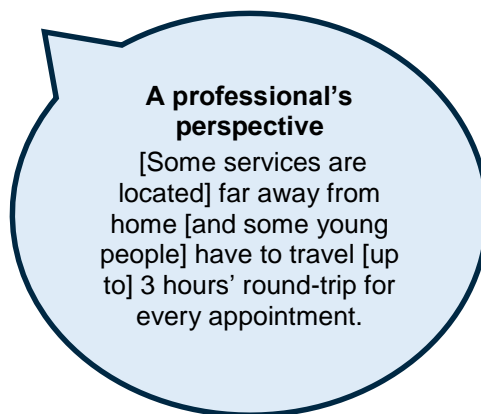 A professional's
perspective
[Some services are
located] far away from
home [and some young
people] have to travel [up
to] 3 hours' round-trip for
every appointment.